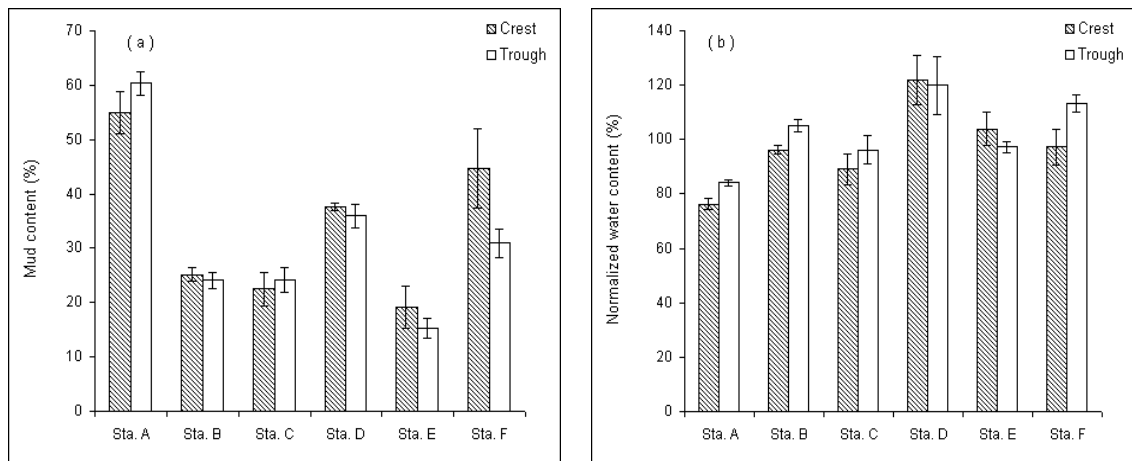 ( a )
Crest
Trough
Mud content (%)
70
60
50
40
30
20
10
0
Sta. A Sta. B Sta. C Sta. D Sta. E Sta. F
( b )
Crest
Trough
Normalized water content (%)
140
120
100
80
60
40
20
0
Sta. A Sta. B Sta. C Sta. D Sta. E Sta. F